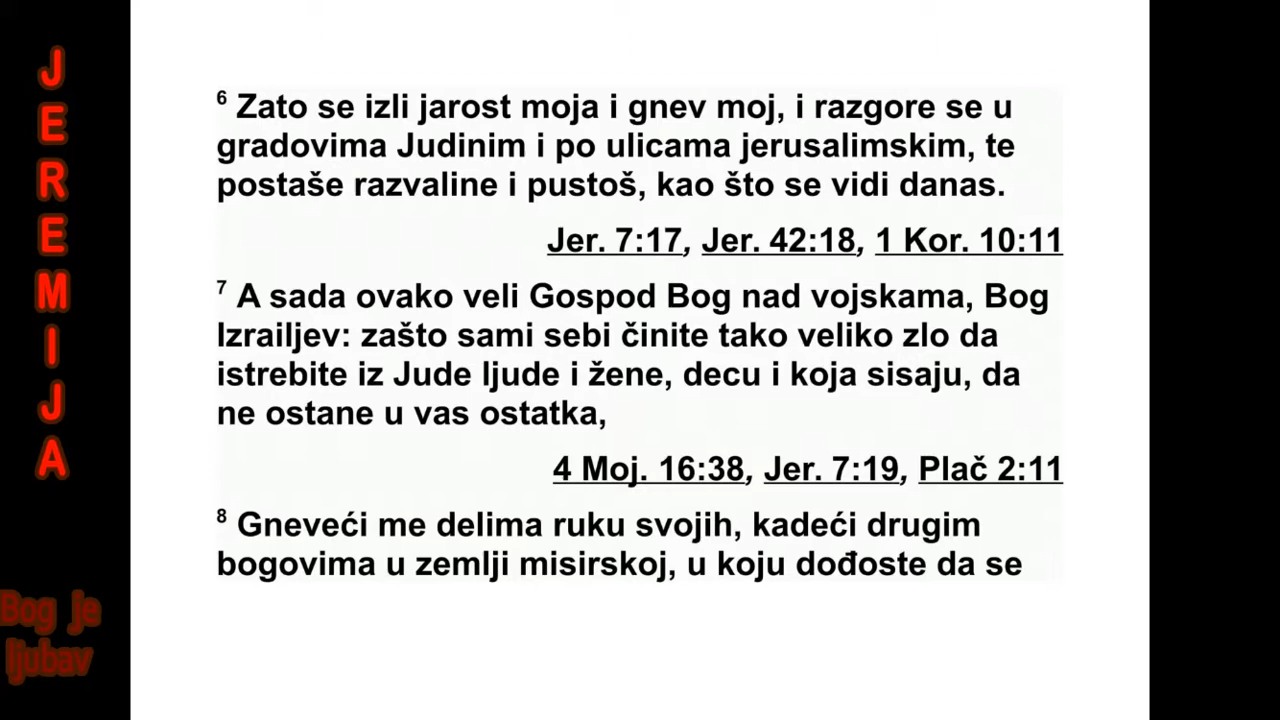 JEREMIJA
Bog je
ljubav
6 Zato se izli jarost moja i gnev moj, i razgore se u
gradovima Judinim i po ulicama jerusalimskim, te
postaše razvaline i pustoš, kao što se vidi danas.
Jer. 7:17, Jer. 42:18, 1 Kor. 10:11
7 A sada ovako veli Gospod Bog nad vojskama, Bog
Izrailjev: zašto sami sebi činite tako veliko zlo da
istrebite iz Jude ljude i žene, decu i koja sisaju, da
ne ostane u vas ostatka,
4 Moj. 16:38, Jer. 7:19, Plač 2:11
8 Gneveći me delima ruku svojih, kadeći drugim
bogovima u zemlji misirskoj, u koju dođoste da se